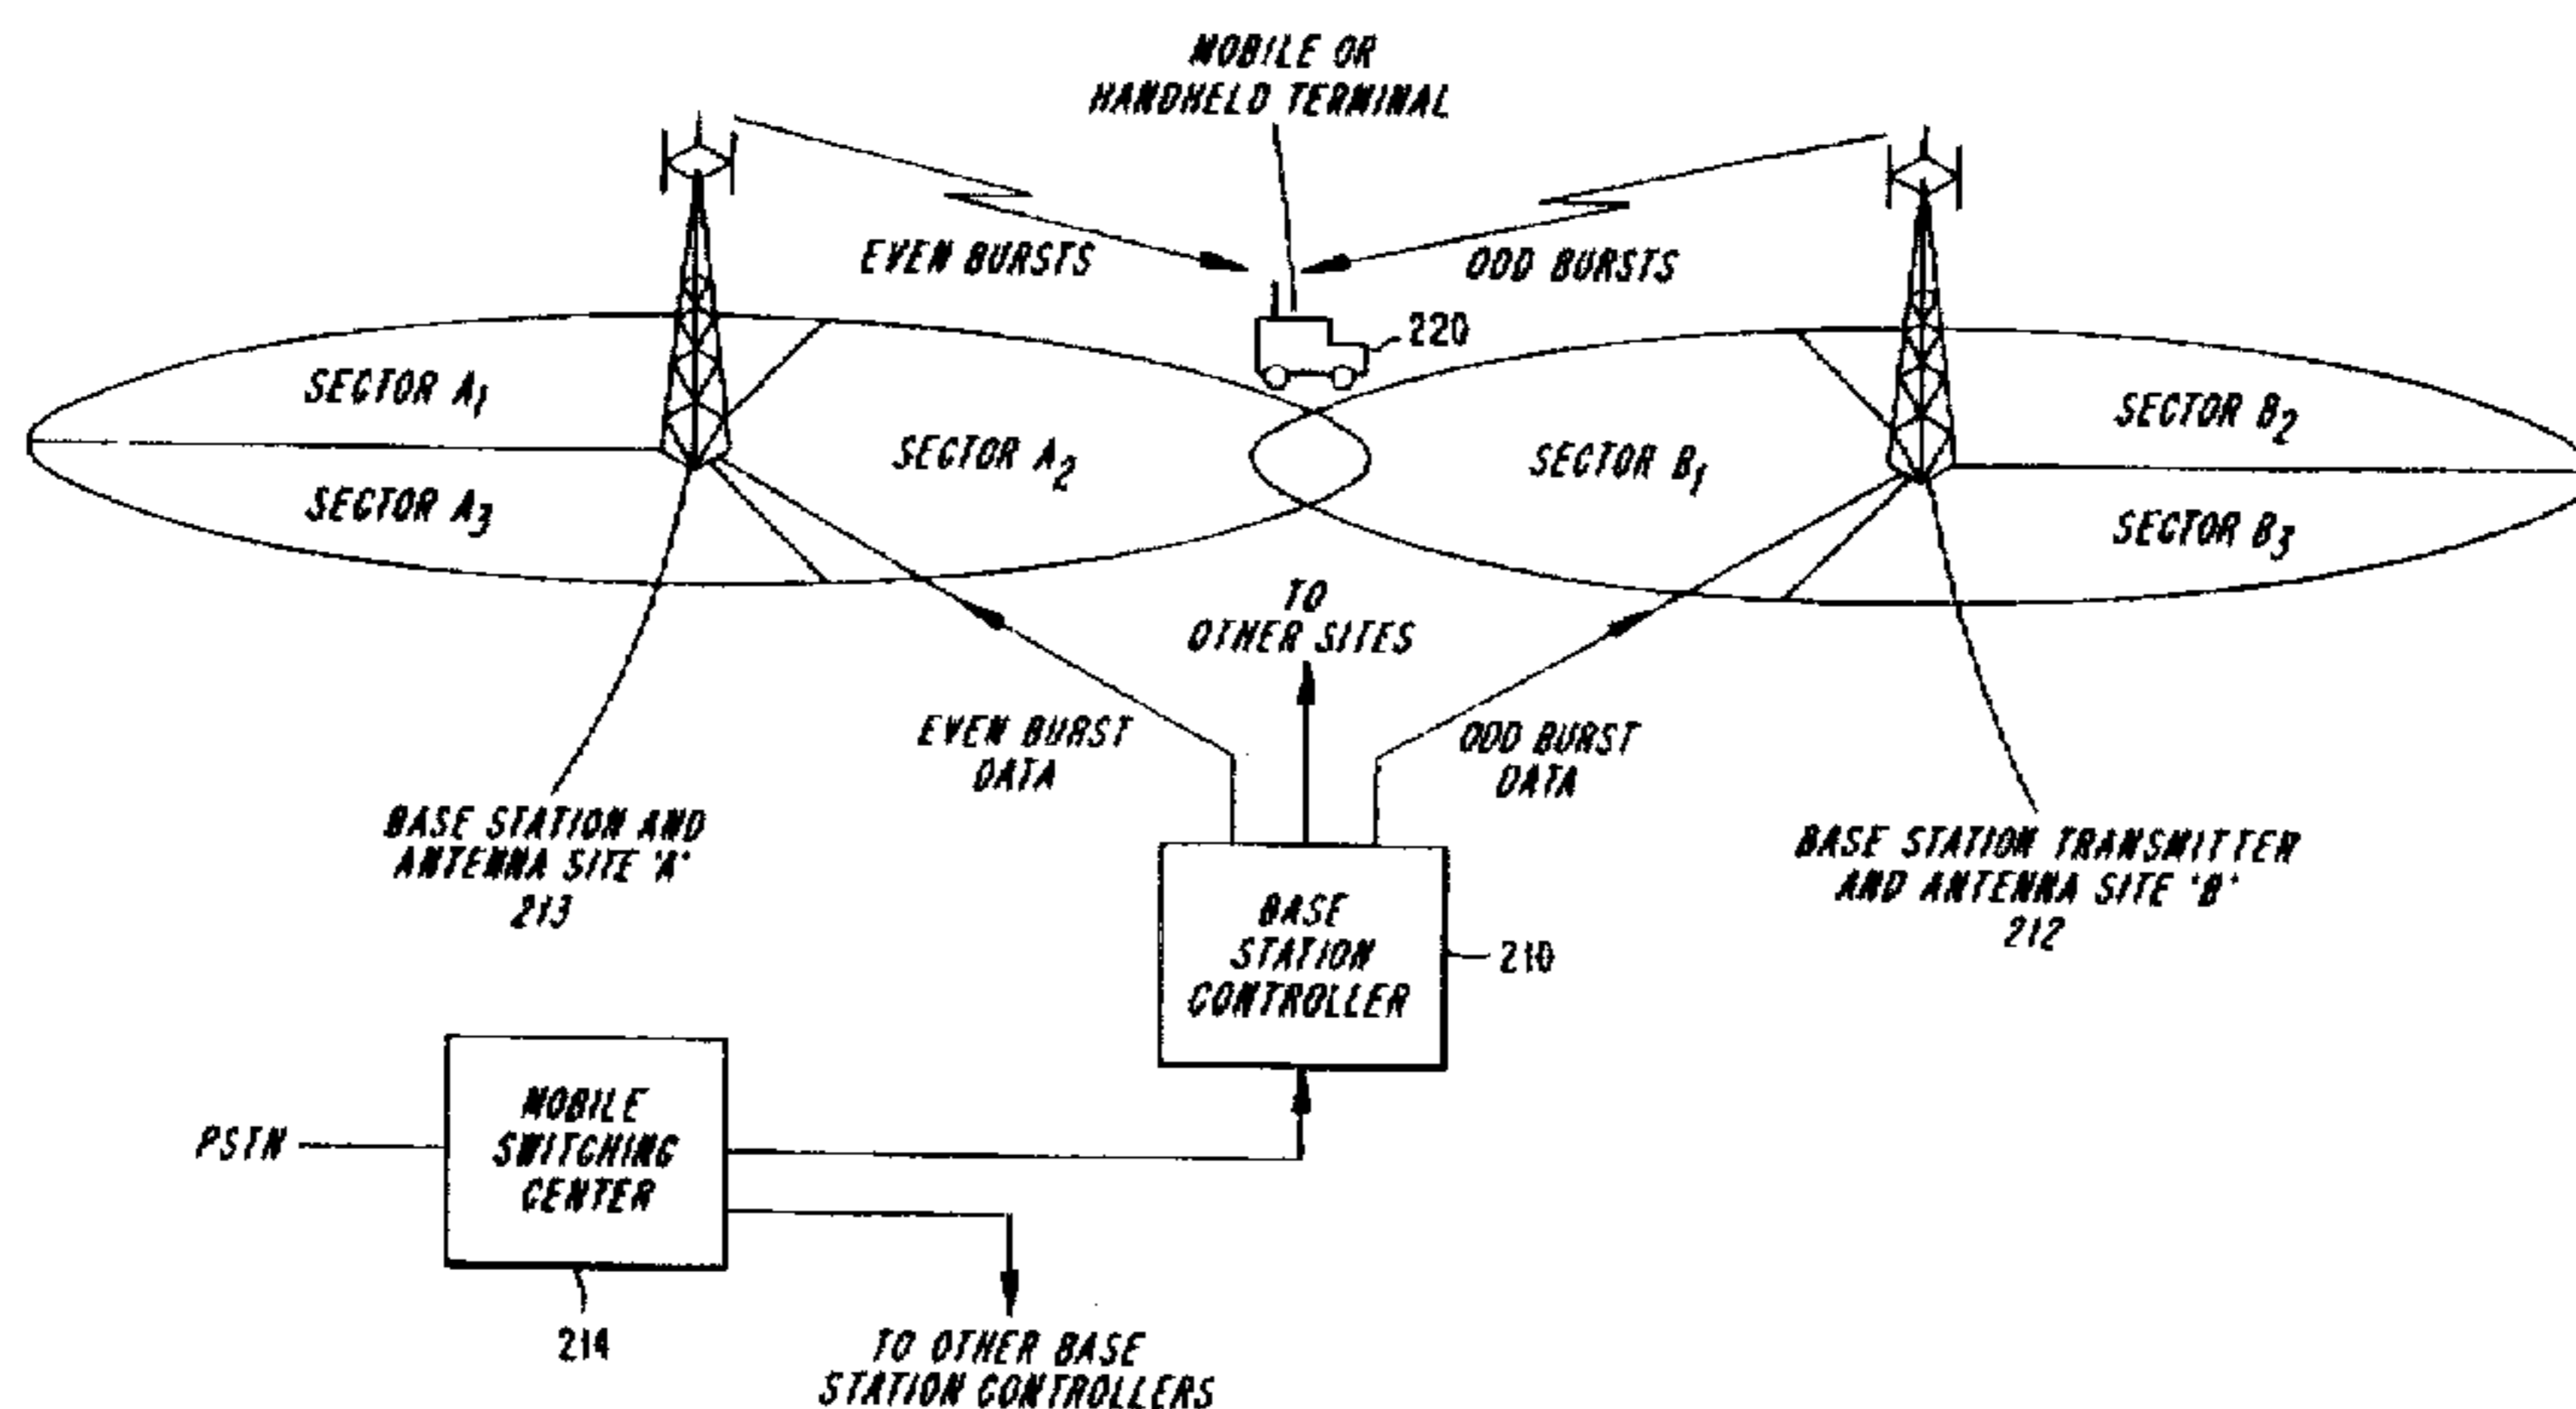 MOBILE OR
HANDHELD TERMINAL
EVEN BURSTS
ODD BURSTS
220
SECTOR A1
SECTOR A2
SECTOR A3
SECTOR B1
SECTOR B2
SECTOR B3
TO
OTHER SITES
EVEN BURST
DATA
ODD BURST
DATA
BASE STATION AND
ANTENNA SITE 'A'
213
BASE STATION TRANSMITTER
AND ANTENNA SITE 'B'
212
BASE
STATION
CONTROLLER
210
PSTN
MOBILE
SWITCHING
CENTER
214
TO OTHER BASE
STATION CONTROLLERS